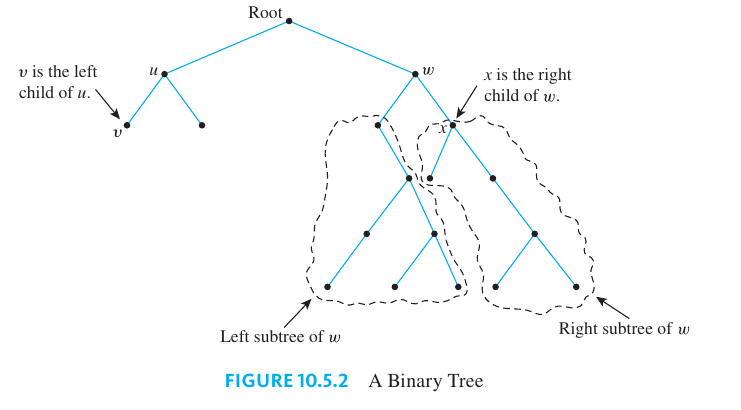 Root
v is the left
child of u.
u
w
x is the right
child of w.
v
x
Left subtree of w
Right subtree of w
FIGURE 10.5.2 A Binary Tree